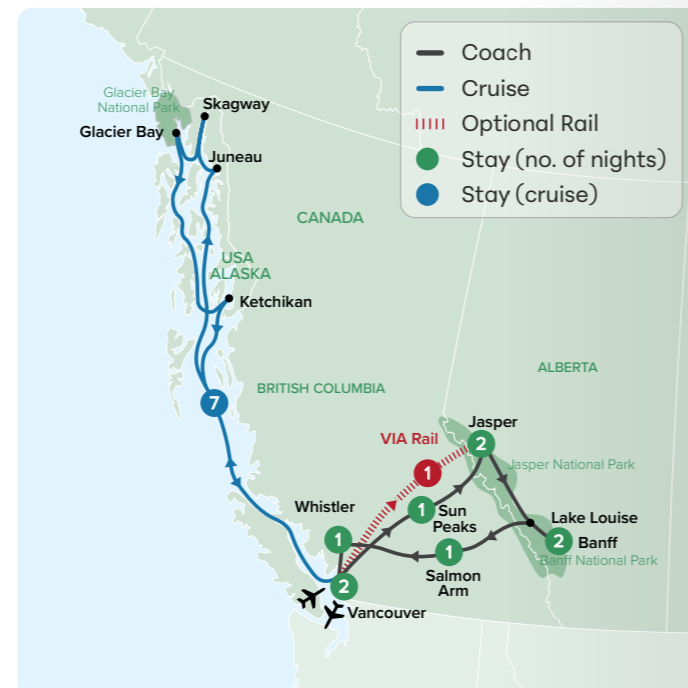 Coach
Cruise
Optional Rail
Stay (no. of nights)
Stay (cruise)
Glacier Bay
National Park
Skagway
Glacier Bay
Juneau
CANADA
USA
ALASKA
Ketchikan
ALBERTA
BRITISH COLUMBIA
7
Jasper
VIA Rail
2
Jasper National Park
1
Whistler
1
Sun
Peaks
Lake Louise
1
1
2
Banff
Banff National Park
Salmon
Arm
2
Vancouver